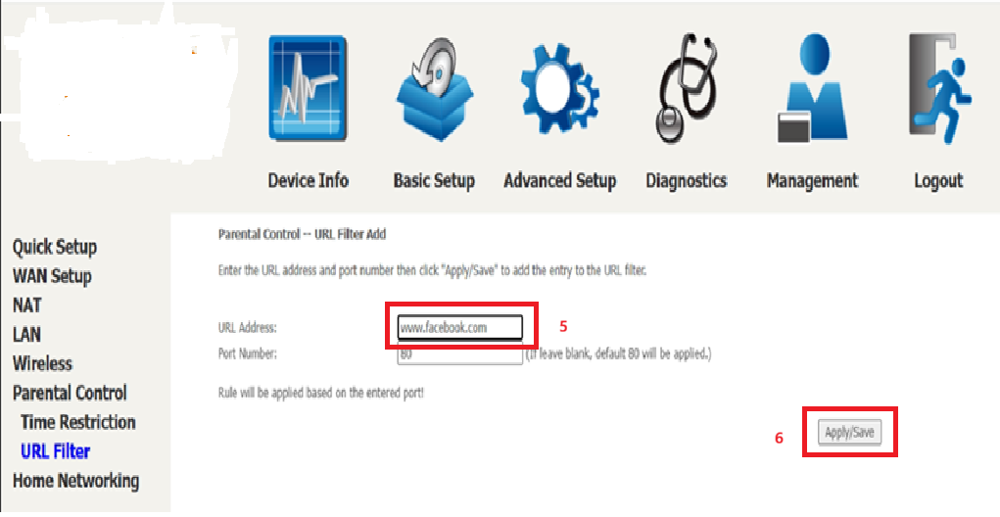 Device Info
Basic Setup
Advanced Setup
Diagnostics
Management
Logout
Quick Setup
WAN Setup
NAT
LAN
Wireless
Parental Control
Time Restriction
URL Filter
Home Networking
Parental Control -- URL Filter Add
Enter the URL address and port number then click "Apply/Save" to add the entry to the URL filter.
URL Address: www.facebook.com 5
Port Number: 80 (If leave blank, default 80 will be applied.)
Rule will be applied based on the entered port!
6 Apply/Save